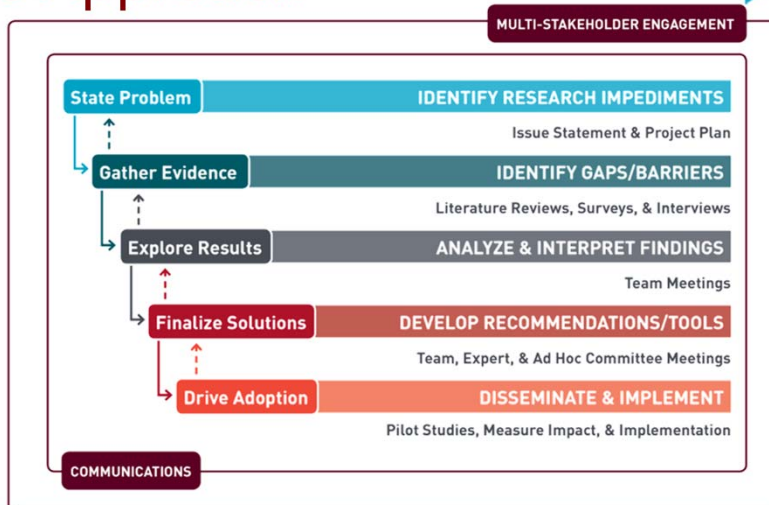 MULTI-STAKEHOLDER ENGAGEMENT
State Problem
IDENTIFY RESEARCH IMPEDIMENTS
Issue Statement & Project Plan
Gather Evidence
IDENTIFY GAPS/BARRIERS
Literature Reviews, Surveys, & Interviews
Explore Results
ANALYZE & INTERPRET FINDINGS
Team Meetings
Finalize Solutions
DEVELOP RECOMMENDATIONS/TOOLS
Team, Expert, & Ad Hoc Committee Meetings
Drive Adoption
DISSEMINATE & IMPLEMENT
Pilot Studies, Measure Impact, & Implementation
COMMUNICATIONS